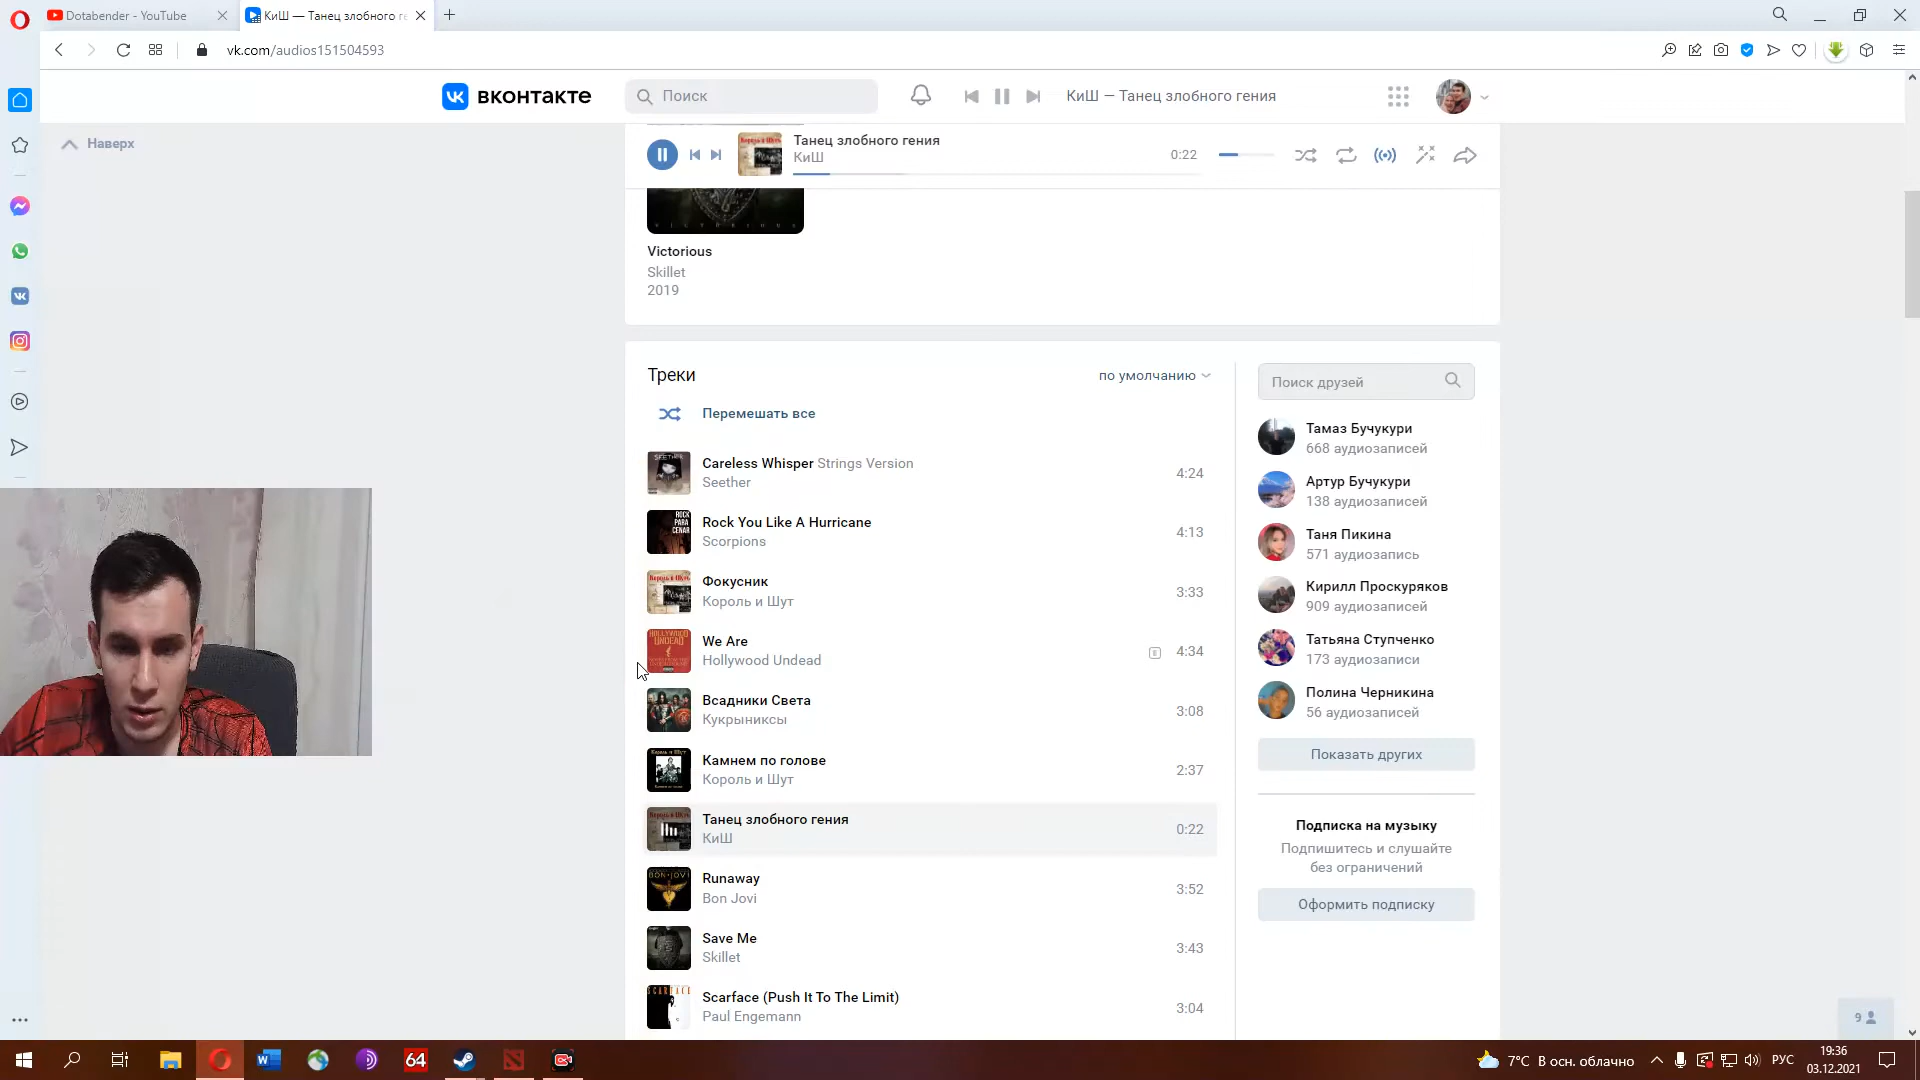 Dotabender - YouTube
КиШ — Танец злобного ге
vk.com/audios151504593
вконтакте
Поиск
КиШ — Танец злобного гения
Наверх
Танец злобного гения
КиШ
0:22
Victorious
Skillet
2019
Треки
по умолчанию
Перемешать все
Careless Whisper Strings Version
Seether
4:24
Rock You Like A Hurricane
Scorpions
4:13
Фокусник
Король и Шут
3:33
We Are
Hollywood Undead
E
4:34
Всадники Света
Кукрыниксы
3:08
Камнем по голове
Король и Шут
2:37
Танец злобного гения
КиШ
0:22
Runaway
Bon Jovi
3:52
Save Me
Skillet
3:43
Scarface (Push It To The Limit)
Paul Engemann
3:04
Поиск друзей
Тамаз Бучукури
668 аудиозаписей
Артур Бучукури
138 аудиозаписей
Таня Пикина
571 аудиозапись
Кирилл Проскуряков
909 аудиозаписей
Татьяна Ступченко
173 аудиозаписи
Полина Черникина
56 аудиозаписей
Показать других
Подписка на музыку
Подпишитесь и слушайте
без ограничений
Оформить подписку
9
64
7°C В осн. облачно
РУС
19:36
03.12.2021